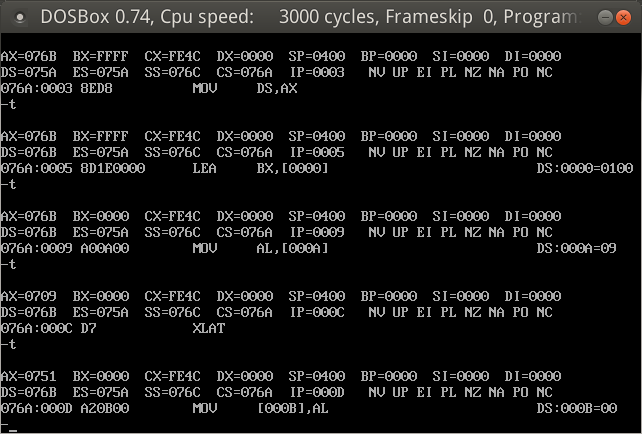 DOSBox 0.74, Cpu speed:    3000 cycles, Frameskip  0, Program
AX=076B  BX=FFFF  CX=FE4C  DX=0000  SP=0400  BP=0000  SI=0000  DI=0000
DS=075A  ES=075A  SS=076C  CS=076A  IP=0003   NV UP EI PL NZ NA PO NC
076A:0003 8ED8          MOV     DS,AX
-t
AX=076B  BX=FFFF  CX=FE4C  DX=0000  SP=0400  BP=0000  SI=0000  DI=0000
DS=076B  ES=075A  SS=076C  CS=076A  IP=0005   NV UP EI PL NZ NA PO NC
076A:0005 8D1E0000      LEA     BX,[0000]                          DS:0000=0100
-t
AX=076B  BX=0000  CX=FE4C  DX=0000  SP=0400  BP=0000  SI=0000  DI=0000
DS=076B  ES=075A  SS=076C  CS=076A  IP=0009   NV UP EI PL NZ NA PO NC
076A:0009 A00A00        MOV     AL,[000A]                          DS:000A=09
-t
AX=0709  BX=0000  CX=FE4C  DX=0000  SP=0400  BP=0000  SI=0000  DI=0000
DS=076B  ES=075A  SS=076C  CS=076A  IP=000C   NV UP EI PL NZ NA PO NC
076A:000C D7            XLAT
-t
AX=0751  BX=0000  CX=FE4C  DX=0000  SP=0400  BP=0000  SI=0000  DI=0000
DS=076B  ES=075A  SS=076C  CS=076A  IP=000D   NV UP EI PL NZ NA PO NC
076A:000D A20B00        MOV     [000B],AL                          DS:000B=00
-_